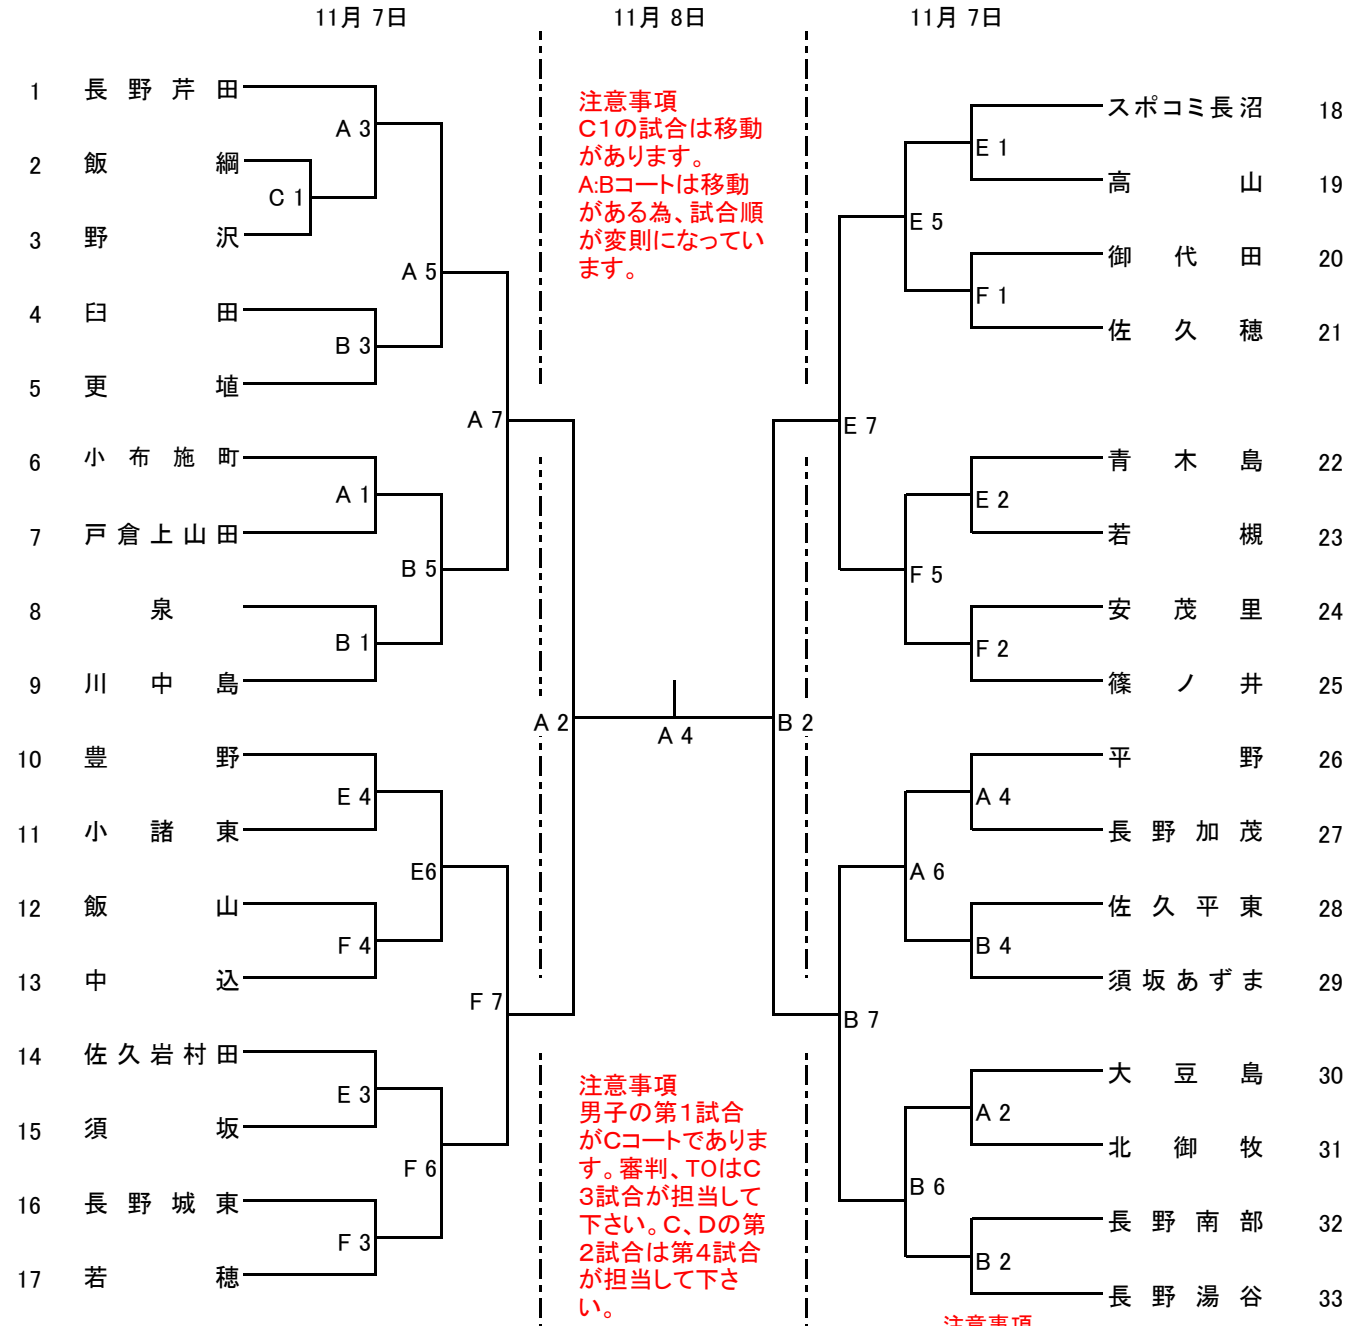 11月 7日 11月 8日 11月 7日
1 長野芹田
2 飯綱
3 野沢
4 臼田
5 更埴
6 小布施町
7 戸倉上山田
8 泉
9 川中島
10 豊野
11 小諸東
12 飯山
13 中込
14 佐久岩村田
15 須坂
16 長野城東
17 若穂
A 3
C 1
A 5
B 3
A 7
A 1
B 5
B 1
A 2
E 4
E6
F 4
F 7
E 3
F 6
F 3
注意事項
C1の試合は移動
があります。
A:Bコートは移動
がある為、試合順
が変則になってい
ます。
A 4
注意事項
男子の第1試合
がCコートでありま
す。審判、TOはC
3試合が担当して
下さい。C、Dの第
2試合は第4試合
が担当して下さ
い。
E 1
E 5
F 1
E 7
E 2
F 5
F 2
B 2
A 4
A 6
B 4
B 7
A 2
B 6
B 2
スポコミ長沼 18
高山 19
御代田 20
佐久穂 21
青木島 22
若槻 23
安茂里 24
篠ノ井 25
平野 26
長野加茂 27
佐久平東 28
須坂あずま 29
大豆島 30
北御牧 31
長野南部 32
長野湯谷 33
注意事項